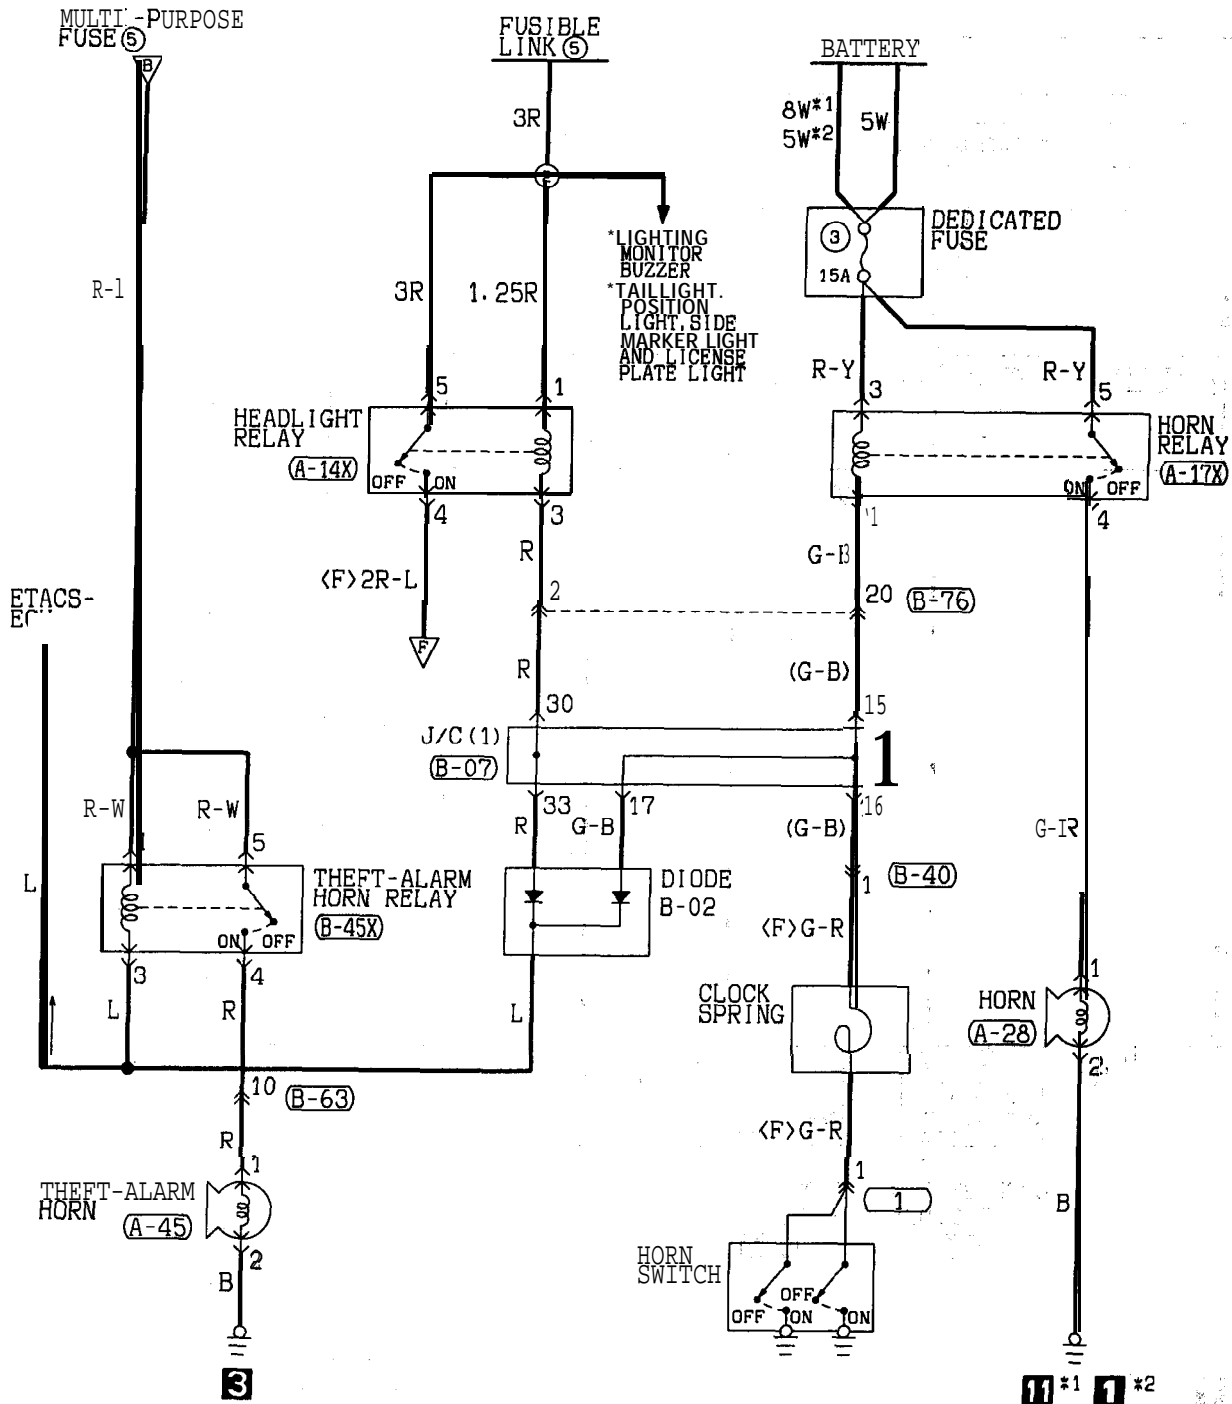 MULTI-PURPOSE
FUSE ⑤
B
FUSIBLE
LINK ⑤
BATTERY
3R
8W*1
5W*2
5W
*LIGHTING
MONITOR
BUZZER
*TAILLIGHT.
POSITION
LIGHT, SIDE
MARKER LIGHT
AND LICENSE
PLATE LIGHT
③
15A
DEDICATED
FUSE
R-l
3R
1.25R
R-Y
R-Y
5
1
3
5
HEADLIGHT
RELAY
(A-14X)
OFF
ON
HORN
RELAY
(A-17X)
ON
OFF
4
3
1
4
<F>2R-L
R
G-B
F
2
20
(B-76)
ETACS-
R
(G-B)
30
15
J/C(1)
(B-07)
1
R-W
R-W
33
17
16
R
G-B
(G-B)
G-R
1
5
L
THEFT-ALARM
HORN RELAY
(B-45X)
ON
OFF
DIODE
B-02
1
(B-40)
<F>G-R
3
4
L
R
L
CLOCK
SPRING
HORN
(A-28)
1
2
10
(B-63)
R
<F>G-R
1
THEFT-ALARM
HORN
(A-45)
1
1
B
2
B
HORN
SWITCH
OFF
OFF
ON
ON
3
11 *1 1 *2